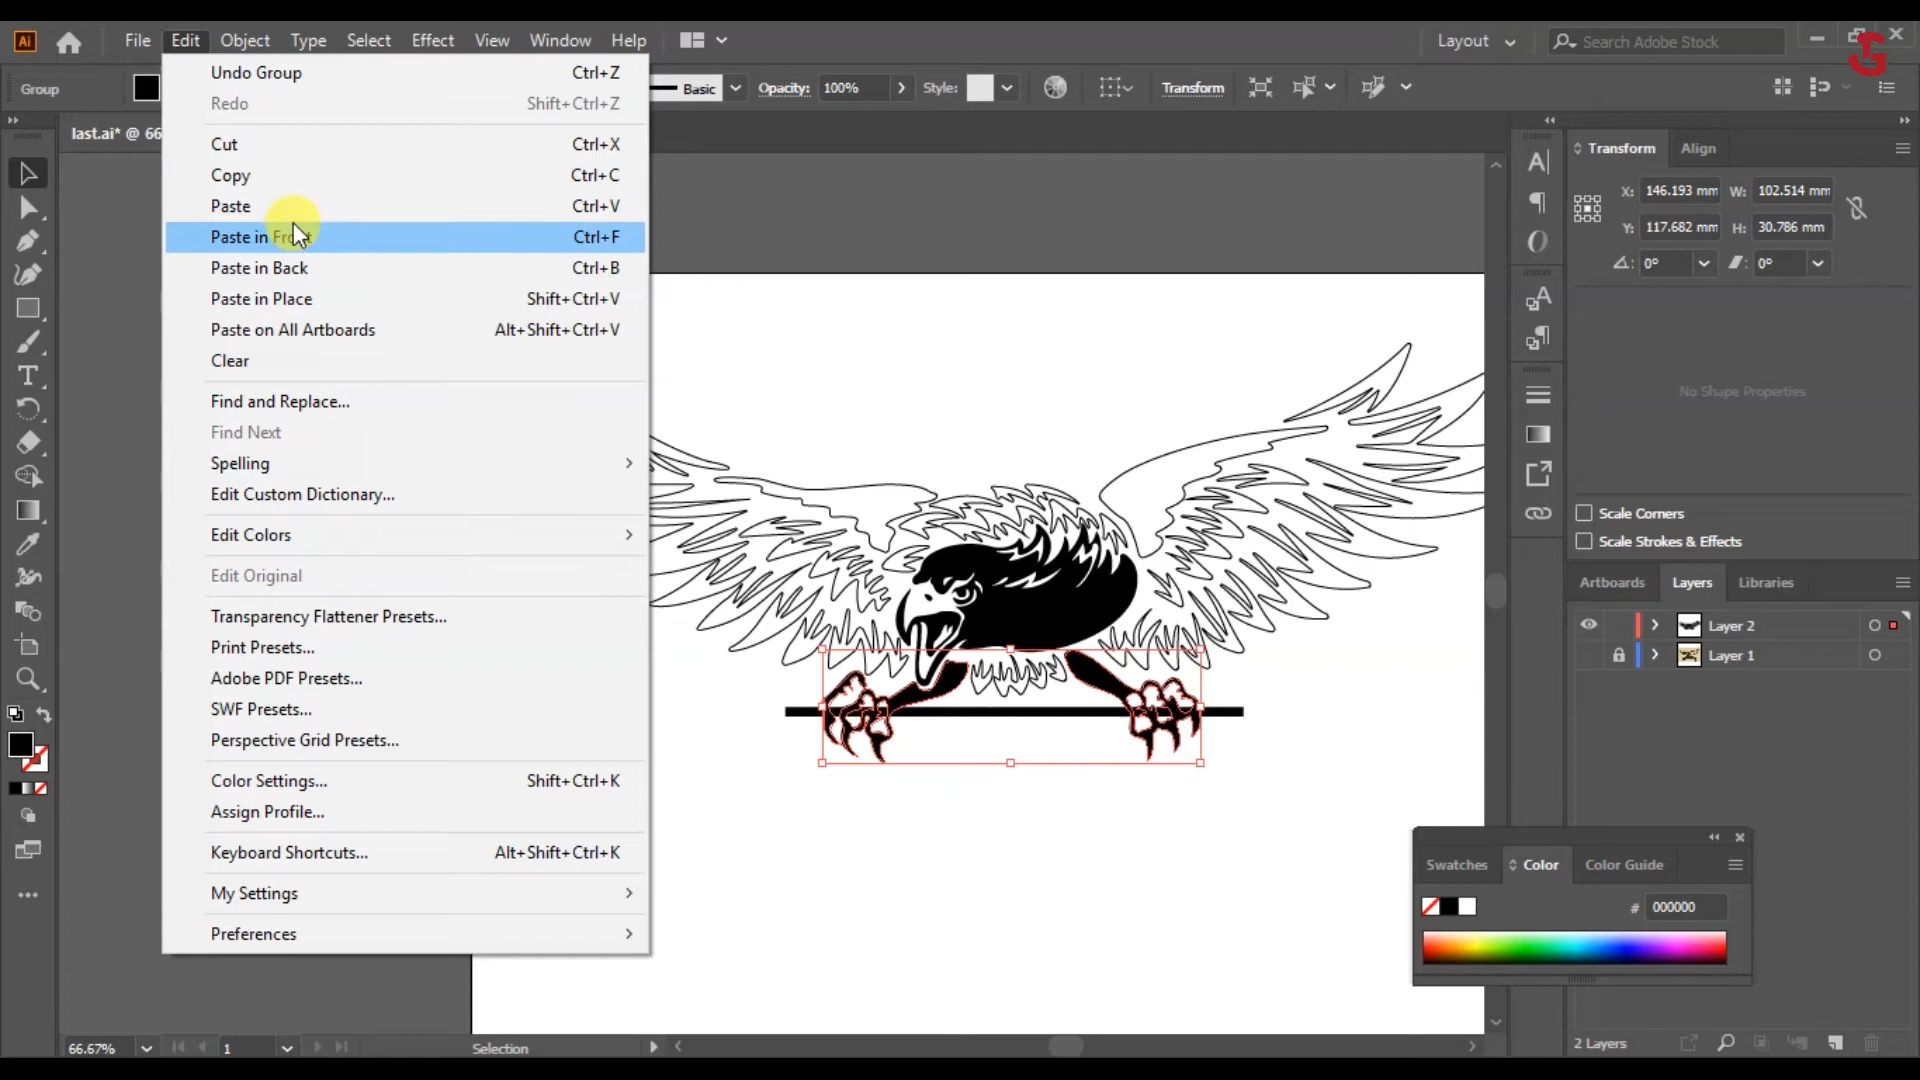 Ai
File Edit Object Type Select Effect View Window Help
Layout
Search Adobe Stock
Group
Basic
Opacity: 100%
Style:
Transform
last.ai* @ 66
Undo Group Ctrl+Z
Redo Shift+Ctrl+Z
Cut Ctrl+X
Copy Ctrl+C
Paste Ctrl+V
Paste in Front Ctrl+F
Paste in Back Ctrl+B
Paste in Place Shift+Ctrl+V
Paste on All Artboards Alt+Shift+Ctrl+V
Clear
Find and Replace...
Find Next
Spelling
Edit Custom Dictionary...
Edit Colors
Edit Original
Transparency Flattener Presets...
Print Presets...
Adobe PDF Presets...
SWF Presets...
Perspective Grid Presets...
Color Settings... Shift+Ctrl+K
Assign Profile...
Keyboard Shortcuts... Alt+Shift+Ctrl+K
My Settings
Preferences
Transform Align
X: 146.193 mm W: 102.514 mm
Y: 117.682 mm H: 30.786 mm
0° 0°
No Shape Properties
Scale Corners
Scale Strokes & Effects
Artboards Layers Libraries
Layer 2
Layer 1
Swatches Color Color Guide
# 000000
2 Layers
66.67% 1 Selection